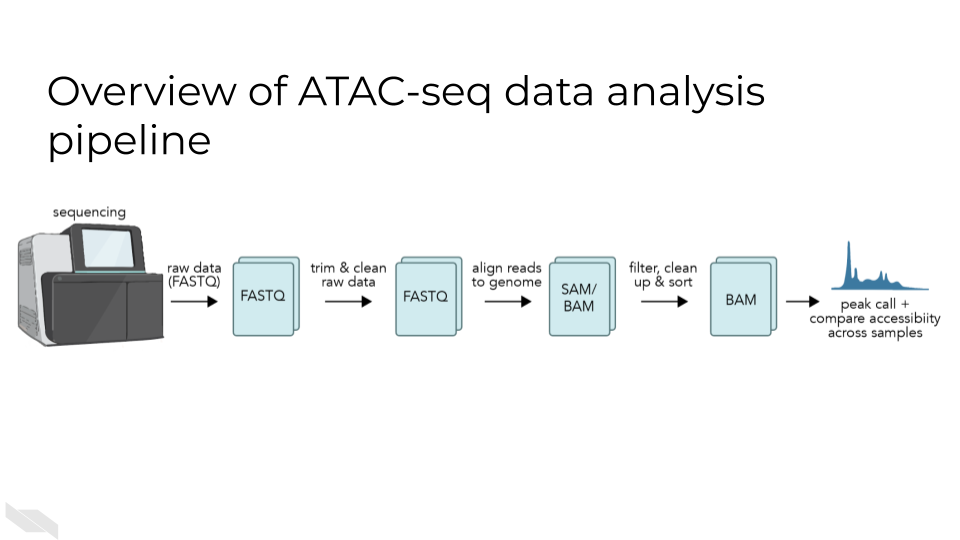 Overview of ATAC-seq data analysis
pipeline
sequencing
raw data
(FASTQ)
FASTQ
trim & clean
raw data
FASTQ
align reads
to genome
SAM/
BAM
filter, clean
up & sort
BAM
peak call +
compare accessibiity
across samples